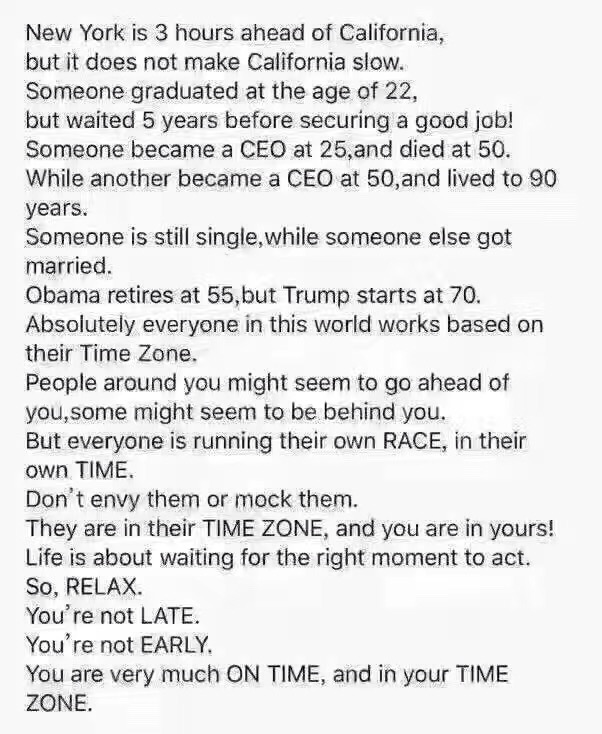 New York is 3 hours ahead of California,
but it does not make California slow.
Someone graduated at the age of 22,
but waited 5 years before securing a good job!
Someone became a CEO at 25,and died at 50.
While another became a CEO at 50,and lived to 90
years.
Someone is still single,while someone else got
married.
Obama retires at 55,but Trump starts at 70.
Absolutely everyone in this world works based on
their Time Zone.
People around you might seem to go ahead of
you,some might seem to be behind you.
But everyone is running their own RACE, in their
own TIME.
Don’t envy them or mock them.
They are in their TIME ZONE, and you are in yours!
Life is about waiting for the right moment to act.
So, RELAX.
You’re not LATE.
You’re not EARLY.
You are very much ON TIME, and in your TIME
ZONE.